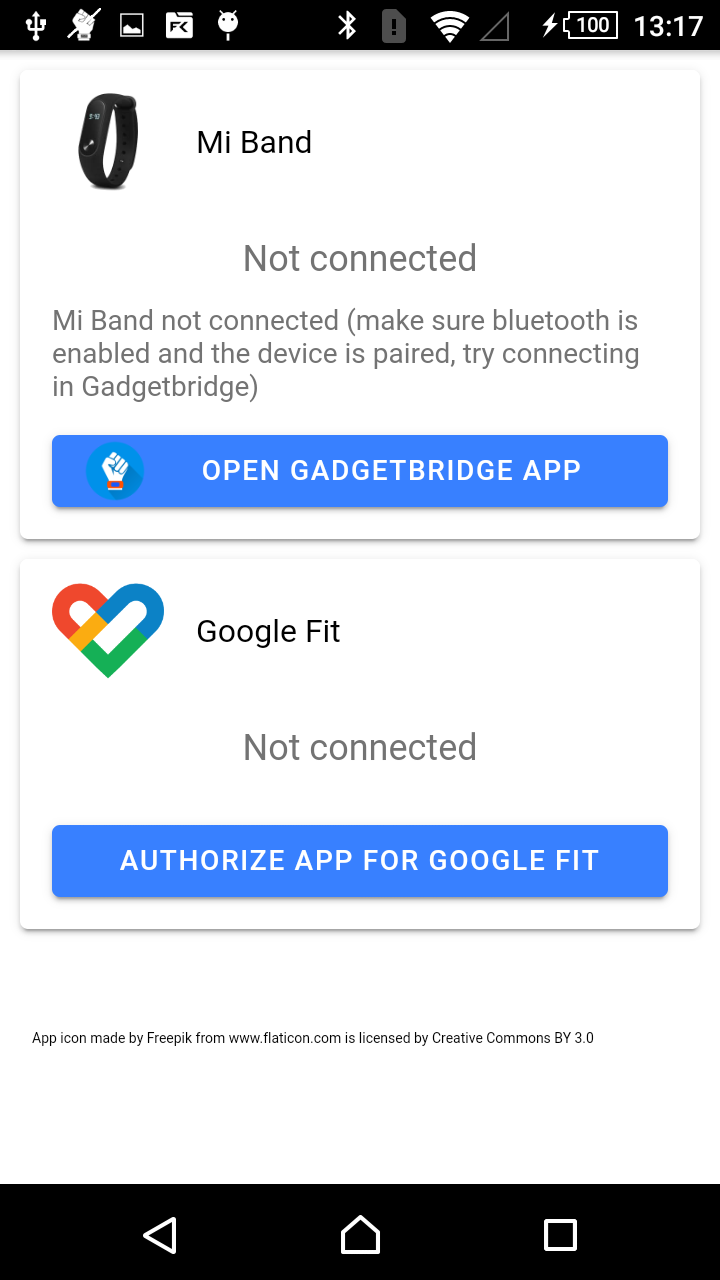 100 13:17
Mi Band
Not connected
Mi Band not connected (make sure bluetooth is
enabled and the device is paired, try connecting
in Gadgetbridge)
OPEN GADGETBRIDGE APP
Google Fit
Not connected
AUTHORIZE APP FOR GOOGLE FIT
App icon made by Freepik from www.flaticon.com is licensed by Creative Commons BY 3.0